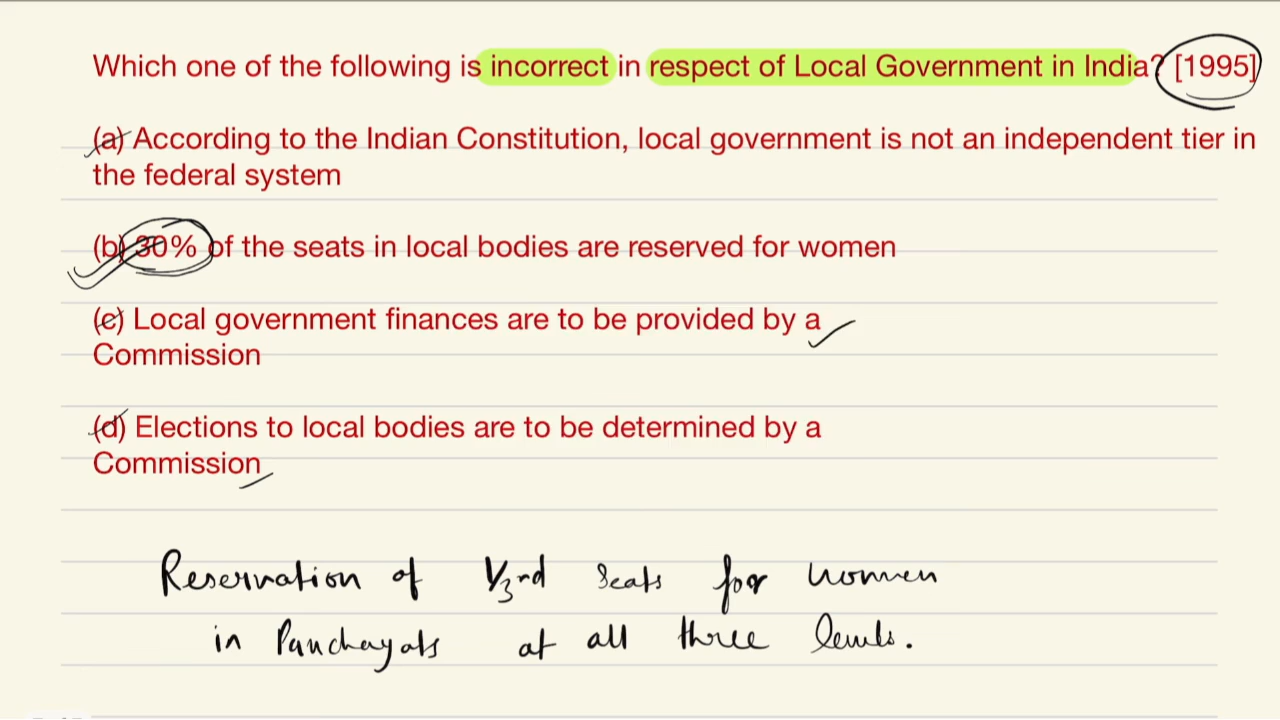 Which one of the following is incorrect in respect of Local Government in India? [1995]
(a) According to the Indian Constitution, local government is not an independent tier in
the federal system
(b) 30% of the seats in local bodies are reserved for women
(c) Local government finances are to be provided by a
Commission
(d) Elections to local bodies are to be determined by a
Commission
Reservation of 1/3rd seats for women
in Panchayats at all three levels.